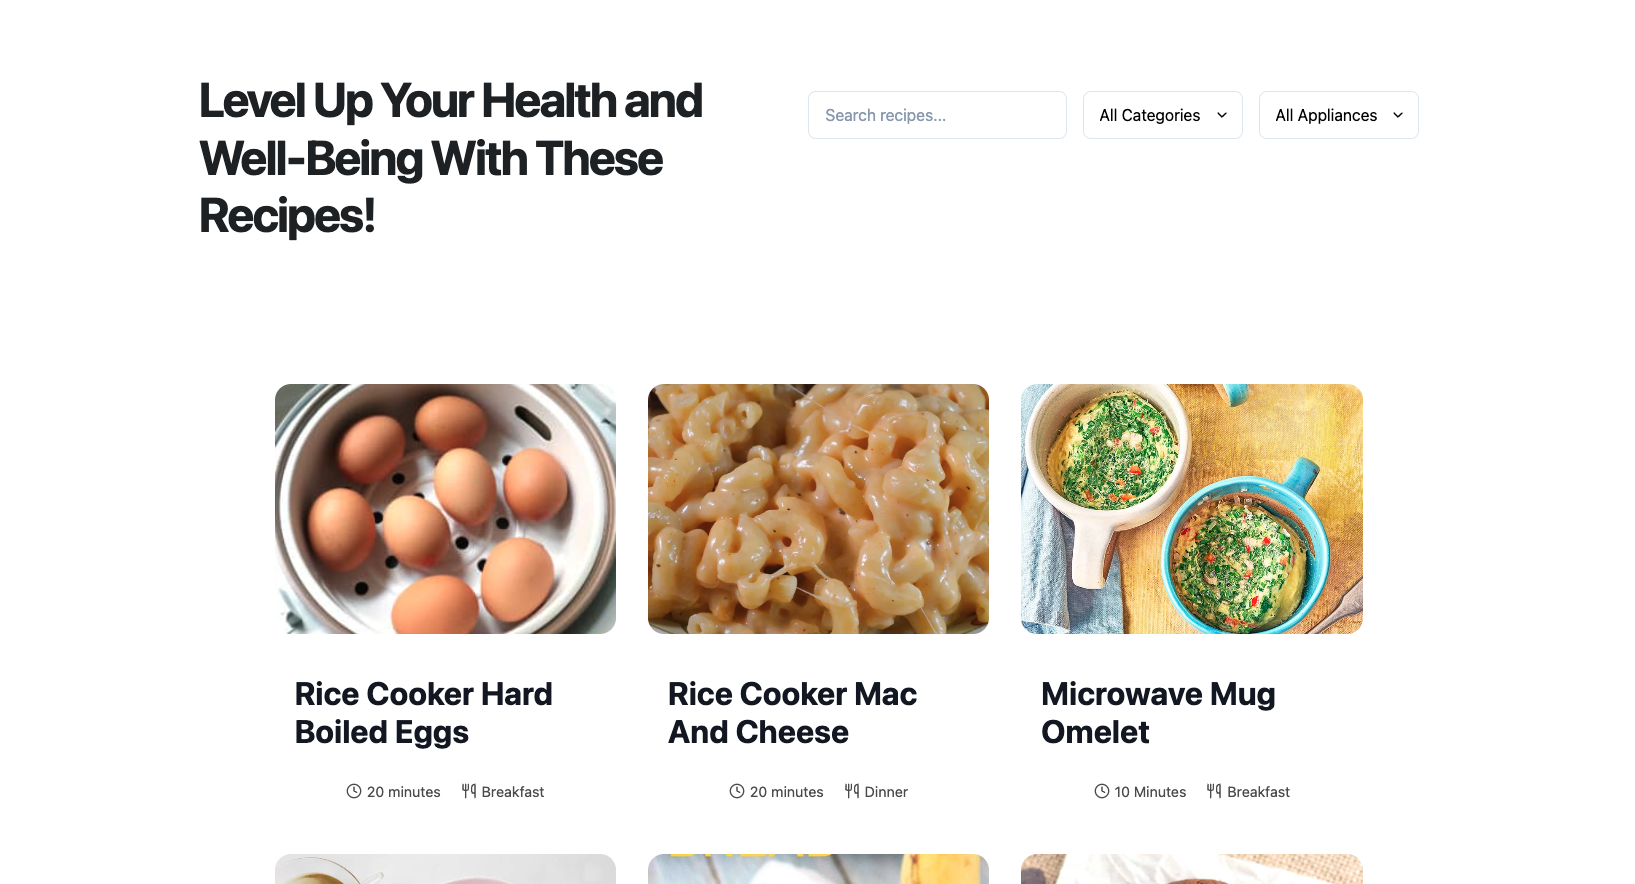 Level Up Your Health and
Well-Being With These
Recipes!
Search recipes...
All Categories
All Appliances
Rice Cooker Hard
Boiled Eggs
20 minutes
Breakfast
Rice Cooker Mac
And Cheese
20 minutes
Dinner
Microwave Mug
Omelet
10 Minutes
Breakfast